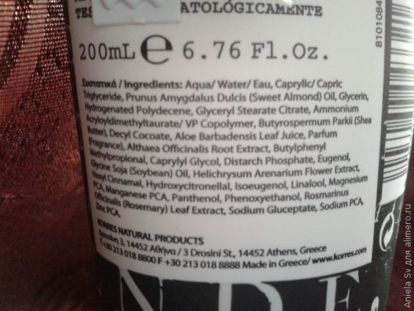 ATOLÓGICAMENTE
200mL e 6.76 Fl.Oz.
Συστατικά / Ingredients: Aqua/ Water/ Eau, Caprylic/ Capric
Triglyceride, Prunus Amygdalus Dulcis (Sweet Almond) Oil, Glycerin,
Hydrogenated Polydecene, Glyceryl Stearate Citrate, Ammonium
Acryloyldimethyltaurate/ VP Copolymer, Butyrospermum Parkii (Shea
Butter), Decyl Cocoate, Aloe Barbadensis Leaf Juice, Parfum
(Fragrance), Althaea Officinalis Root Extract, Butylphenyl
Methylpropional, Caprylyl Glycol, Distarch Phosphate, Eugenol,
Glycine Soja (Soybean) Oil, Helichrysum Arenarium Flower Extract,
Hexyl Cinnamal, Hydroxycitronellal, Isoeugenol, Linalool, Magnesium
PCA, Manganese PCA, Panthenol, Phenoxyethanol, Rosmarinus
Officinalis (Rosemary) Leaf Extract, Sodium Gluceptate, Sodium PCA,
Zinc PCA.
KORRES NATURAL PRODUCTS
3, 14452 Αθήνα / 3 Drosini St., 14452 Athens, Greece
T +30 213 018 8800 F +30 213 018 8888 Made in Greece/ www.korres.com
8101084
Aniela Sv для alimero.ru